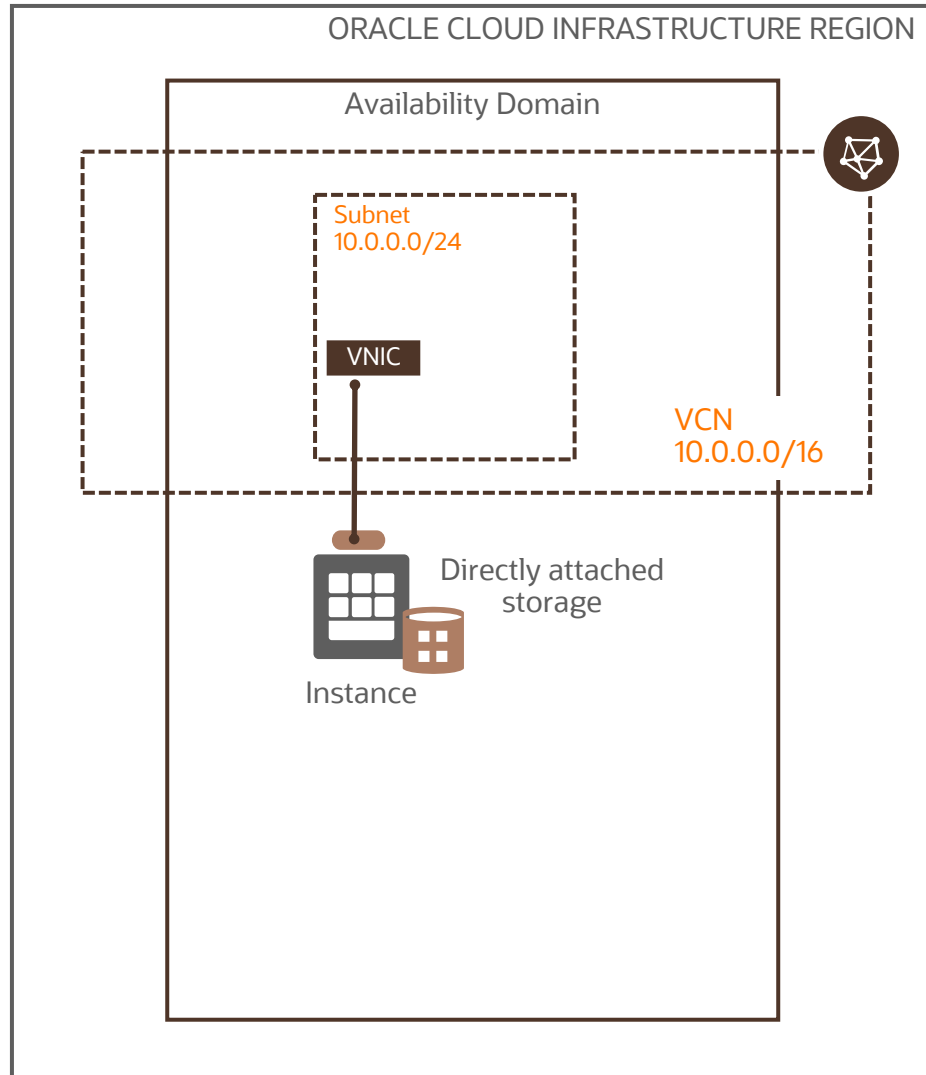 ORACLE CLOUD INFRASTRUCTURE REGION
Availability Domain
Subnet
10.0.0.0/24
VNIC
VCN
10.0.0.0/16
Directly attached
storage
Instance